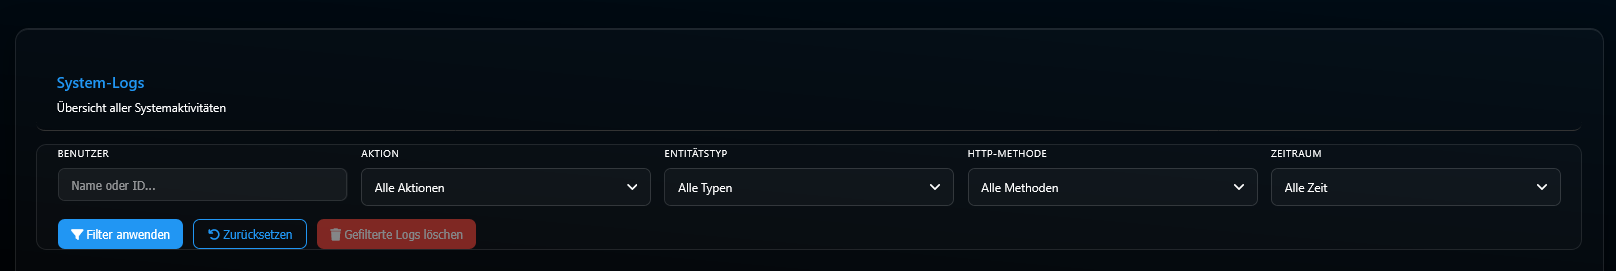 System-Logs
Übersicht aller Systemaktivitäten
BENUTZER AKTION ENTITÄTSTYP HTTP-METHODE ZEITRAUM
Name oder ID... Alle Aktionen Alle Typen Alle Methoden Alle Zeit
Filter anwenden Zurücksetzen Gefilterte Logs löschen